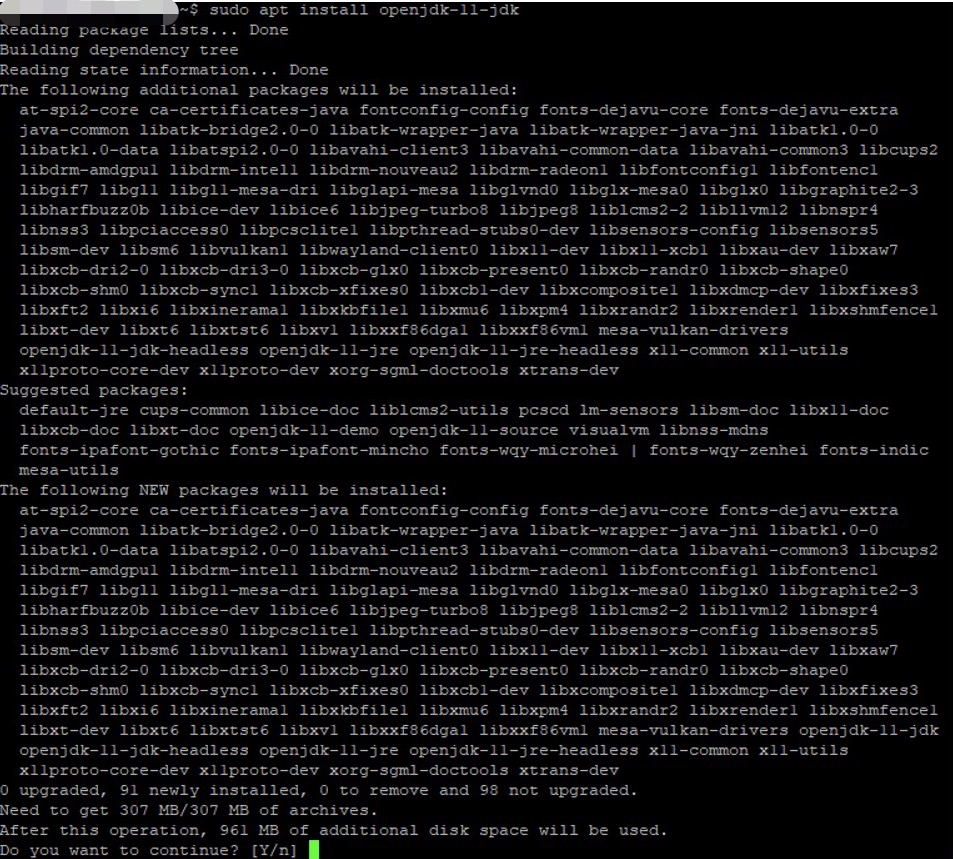 ~$ sudo apt install openjdk-11-jdk
Reading package lists... Done
Building dependency tree
Reading state information... Done
The following additional packages will be installed:
  at-spi2-core ca-certificates-java fontconfig-config fonts-dejavu-core fonts-dejavu-extra
  java-common libatk-bridge2.0-0 libatk-wrapper-java libatk-wrapper-java-jni libatk1.0-0
  libatk1.0-data libatspi2.0-0 libavahi-client3 libavahi-common-data libavahi-common3 libcups2
  libdrm-amdgpu1 libdrm-intel1 libdrm-nouveau2 libdrm-radeon1 libfontconfig1 libfontenc1
  libgif7 libgl1 libgl1-mesa-dri libglapi-mesa libglvnd0 libglx-mesa0 libglx0 libgraphite2-3
  libharfbuzz0b libice-dev libice6 libjpeg-turbo8 libjpeg8 liblcms2-2 libllvm12 libnspr4
  libnss3 libpciaccess0 libpcsclite1 libpthread-stubs0-dev libsensors-config libsensors5
  libsm-dev libsm6 libvulkan1 libwayland-client0 libx11-dev libx11-xcb1 libxau-dev libxaw7
  libxcb-dri2-0 libxcb-dri3-0 libxcb-glx0 libxcb-present0 libxcb-randr0 libxcb-shape0
  libxcb-shm0 libxcb-sync1 libxcb-xfixes0 libxcb1-dev libxcomposite1 libxdmcp-dev libxfixes3
  libxft2 libxi6 libxinerama1 libxkbfile1 libxmu6 libxpm4 libxrandr2 libxrender1 libxshmfence1
  libxt-dev libxt6 libxtst6 libxv1 libxxf86dga1 libxxf86vm1 mesa-vulkan-drivers
  openjdk-11-jdk-headless openjdk-11-jre openjdk-11-jre-headless x11-common x11-utils
  x11proto-core-dev x11proto-dev xorg-sgml-doctools xtrans-dev
Suggested packages:
  default-jre cups-common libice-doc liblcms2-utils pcscd lm-sensors libsm-doc libx11-doc
  libxcb-doc libxt-doc openjdk-11-demo openjdk-11-source visualvm libnss-mdns
  fonts-ipafont-gothic fonts-ipafont-mincho fonts-wqy-microhei | fonts-wqy-zenhei fonts-indic
  mesa-utils
The following NEW packages will be installed:
  at-spi2-core ca-certificates-java fontconfig-config fonts-dejavu-core fonts-dejavu-extra
  java-common libatk-bridge2.0-0 libatk-wrapper-java libatk-wrapper-java-jni libatk1.0-0
  libatk1.0-data libatspi2.0-0 libavahi-client3 libavahi-common-data libavahi-common3 libcups2
  libdrm-amdgpu1 libdrm-intel1 libdrm-nouveau2 libdrm-radeon1 libfontconfig1 libfontenc1
  libgif7 libgl1 libgl1-mesa-dri libglapi-mesa libglvnd0 libglx-mesa0 libglx0 libgraphite2-3
  libharfbuzz0b libice-dev libice6 libjpeg-turbo8 libjpeg8 liblcms2-2 libllvm12 libnspr4
  libnss3 libpciaccess0 libpcsclite1 libpthread-stubs0-dev libsensors-config libsensors5
  libsm-dev libsm6 libvulkan1 libwayland-client0 libx11-dev libx11-xcb1 libxau-dev libxaw7
  libxcb-dri2-0 libxcb-dri3-0 libxcb-glx0 libxcb-present0 libxcb-randr0 libxcb-shape0
  libxcb-shm0 libxcb-sync1 libxcb-xfixes0 libxcb1-dev libxcomposite1 libxdmcp-dev libxfixes3
  libxft2 libxi6 libxinerama1 libxkbfile1 libxmu6 libxpm4 libxrandr2 libxrender1 libxshmfence1
  libxt-dev libxt6 libxtst6 libxv1 libxxf86dga1 libxxf86vm1 mesa-vulkan-drivers openjdk-11-jdk
  openjdk-11-jdk-headless openjdk-11-jre openjdk-11-jre-headless x11-common x11-utils
  x11proto-core-dev x11proto-dev xorg-sgml-doctools xtrans-dev
0 upgraded, 91 newly installed, 0 to remove and 98 not upgraded.
Need to get 307 MB/307 MB of archives.
After this operation, 961 MB of additional disk space will be used.
Do you want to continue? [Y/n]